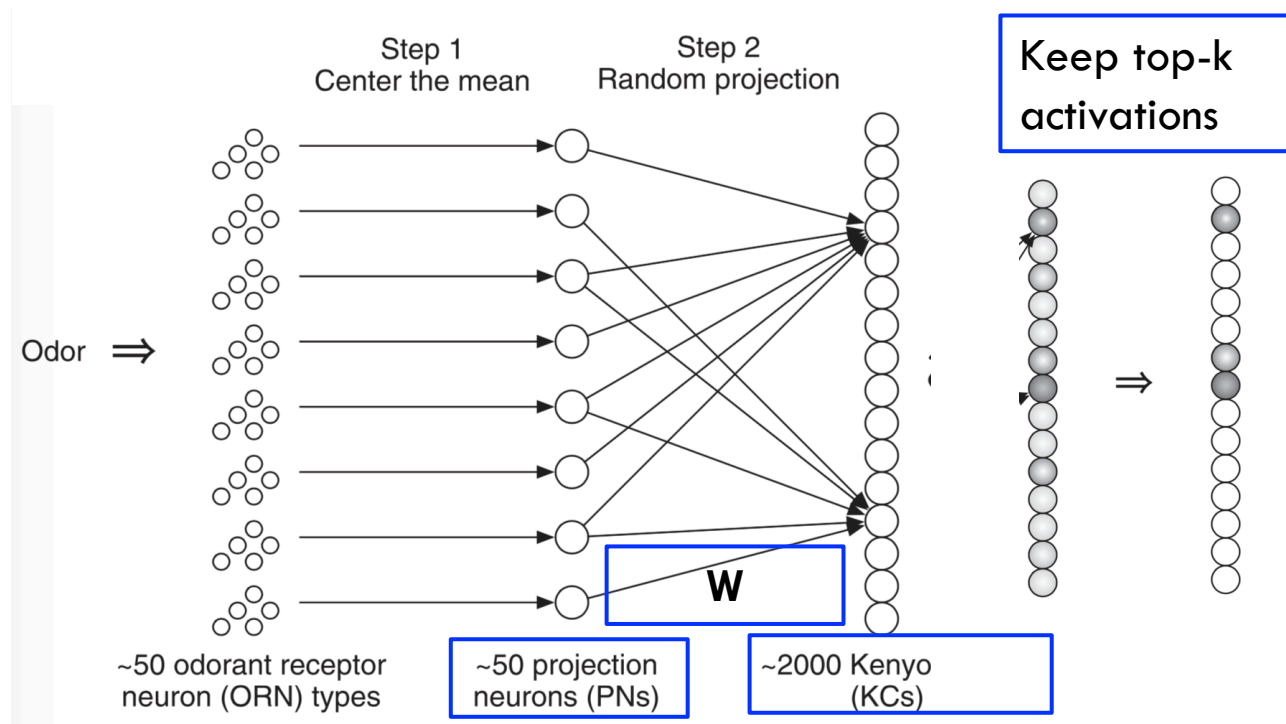 Step 1
Center the mean
Step 2
Random projection
Keep top-k
activations
Odor
W
~50 odorant receptor
neuron (ORN) types
~50 projection
neurons (PNs)
~2000 Kenyo
(KCs)